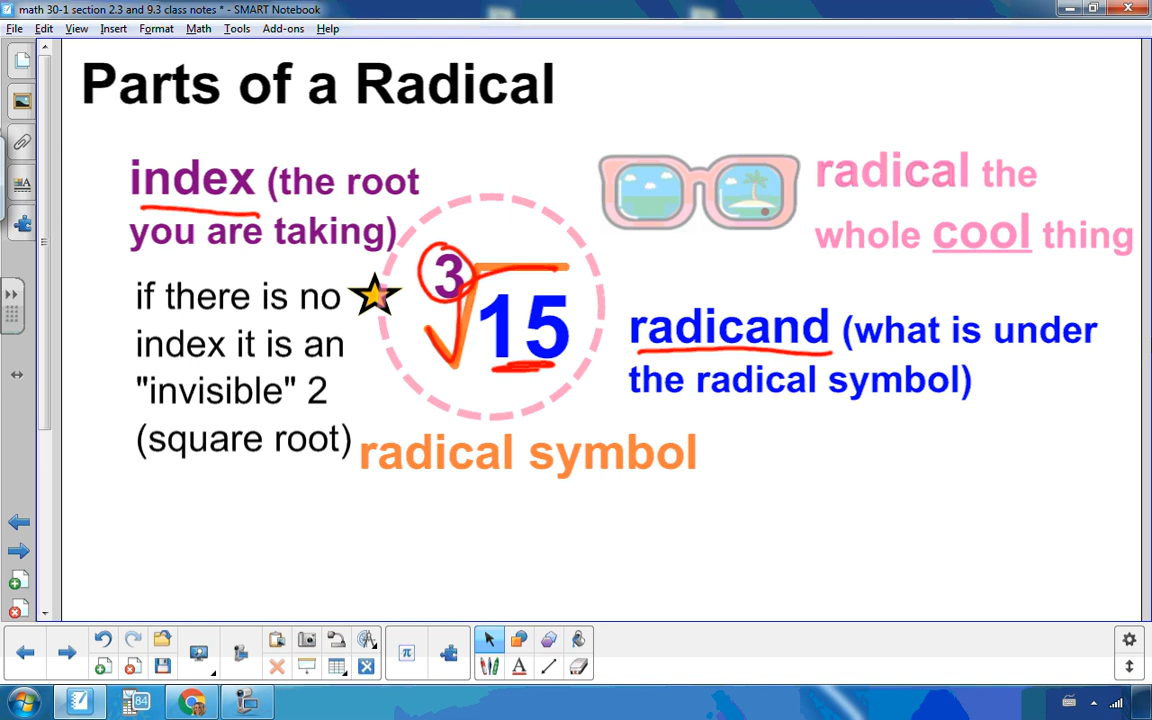 math 30-1 section 2.3 and 9.3 class notes * - SMART Notebook
File Edit View Insert Format Math Tools Add-ons Help
Parts of a Radical
index (the root
you are taking)
radical the
whole cool thing
if there is no
index it is an
"invisible" 2
(square root)
3
√15
radicand (what is under
the radical symbol)
radical symbol
π
A
84